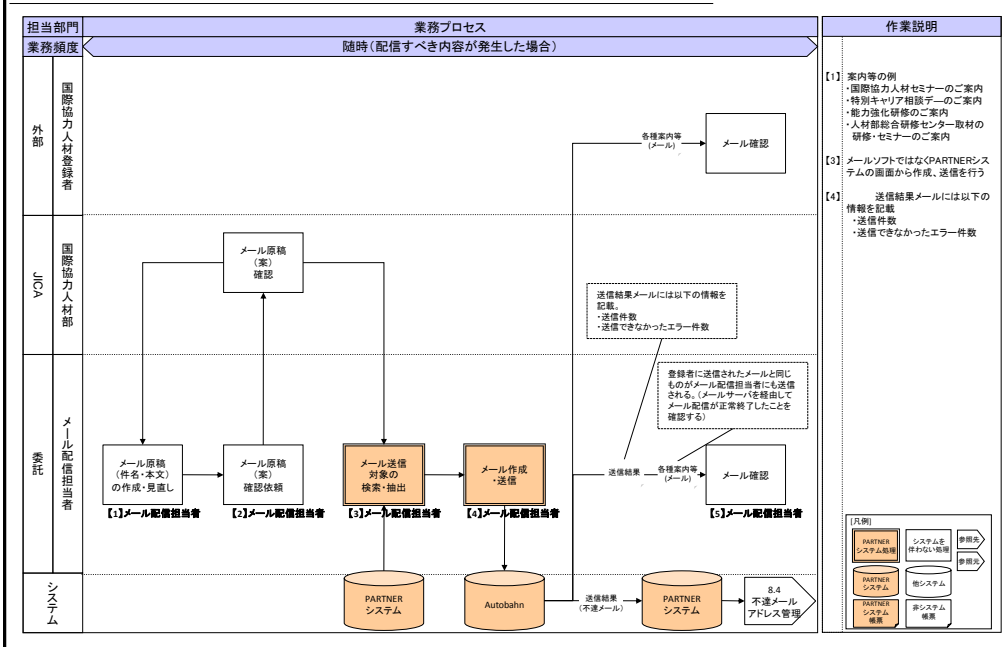 担当部門
業務プロセス
作業説明
業務頻度
随時(配信すべき内容が発生した場合)
外部
国際協力人材登録者
各種案内等
(メール)
メール確認
JICA
国際協力人材部
メール原稿
(案)
確認
送信結果メールには以下の情報を
記載。
・送信件数
・送信できなかったエラー件数
委託
メール配信担当者
登録者に送信されたメールと同じ
ものがメール配信担当者にも送信
される。(メールサーバを経由して
メール配信が正常終了したことを
確認する)
メール原稿
(件名・本文)
の作成・見直し
【1】メール配信担当者
メール原稿
(案)
確認依頼
【2】メール配信担当者
メール送信
対象の
検索・抽出
【3】メール配信担当者
メール作成
・送信
【4】メール配信担当者
送信結果
各種案内等
(メール)
メール確認
【5】メール配信担当者
システム
PARTNER
システム
Autobahn
送信結果
(不達メール)
PARTNER
システム
8.4
不達メール
アドレス管理
【1】 案内等の例
・国際協力人材セミナーのご案内
・特別キャリア相談デーのご案内
・能力強化研修のご案内
・人材部総合研修センター取材の
研修・セミナーのご案内
【3】 メールソフトではなくPARTNERシス
テムの画面から作成、送信を行う
【4】 送信結果メールには以下の
情報を記載
・送信件数
・送信できなかったエラー件数
[凡例]
PARTNER
システム処理
システムを
伴わない処理
参照先
参照元
PARTNER
システム
他システム
PARTNER
システム
帳票
非システム
帳票